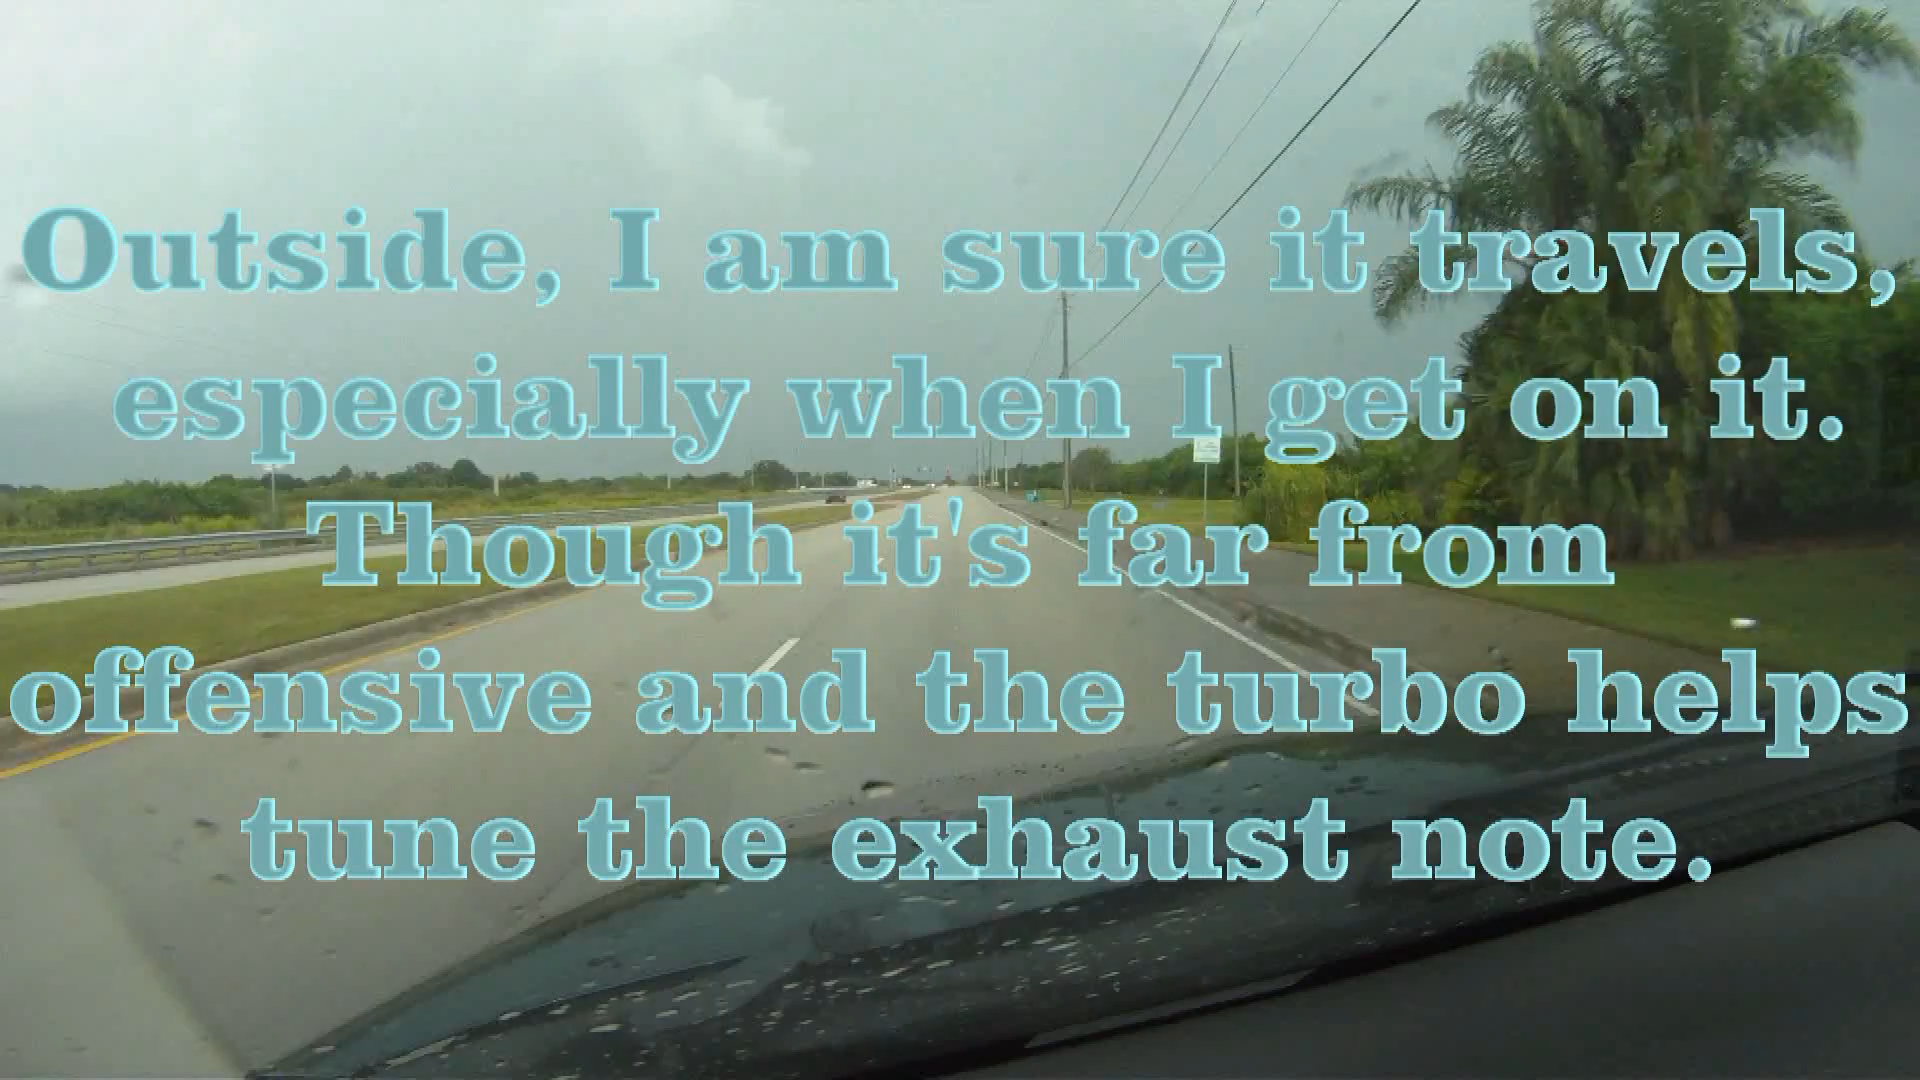 Outside, I am sure it travels,
especially when I get on it.
Though it's far from
offensive and the turbo helps
tune the exhaust note.